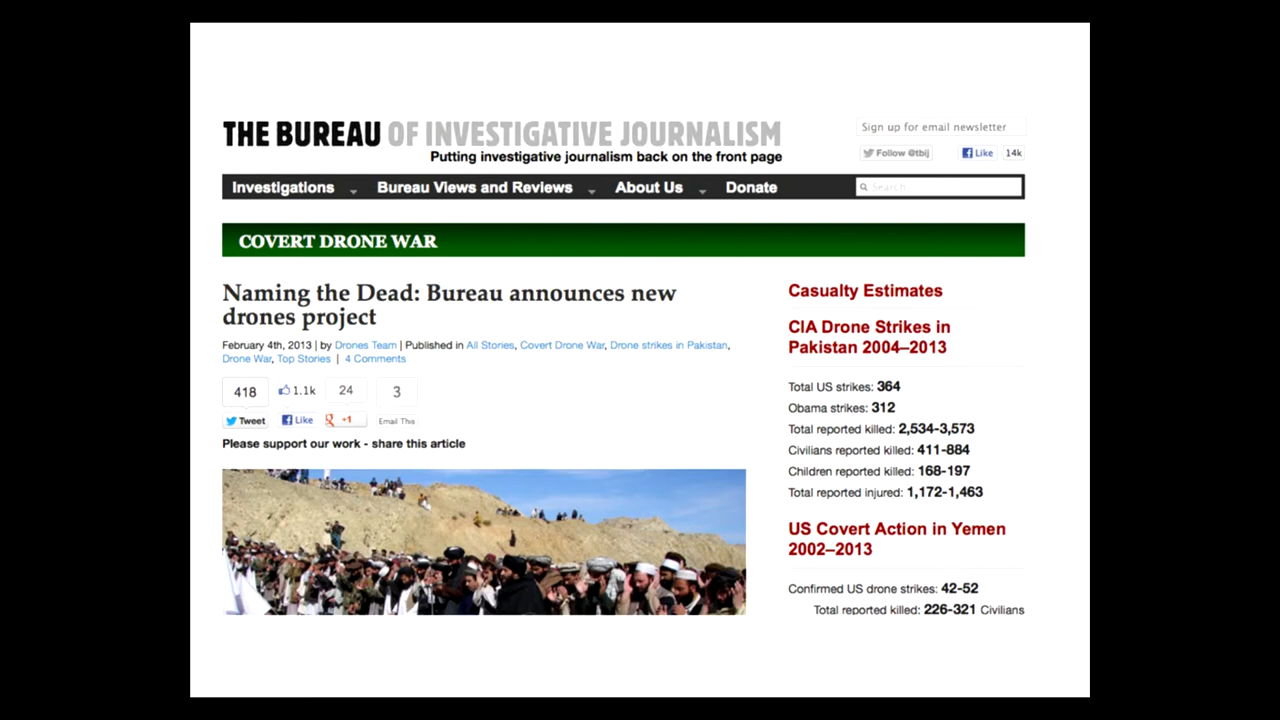 THE BUREAU OF INVESTIGATIVE JOURNALISM
Putting investigative journalism back on the front page
Sign up for email newsletter
Follow @tbij
Like
14k
Investigations
Bureau Views and Reviews
About Us
Donate
Search
COVERT DRONE WAR
Naming the Dead: Bureau announces new
drones project
February 4th, 2013 | by Drones Team | Published in All Stories, Covert Drone War, Drone strikes in Pakistan,
Drone War, Top Stories | 4 Comments
418
1.1k
24
3
Tweet
Like
+1
Email This
Please support our work - share this article
Casualty Estimates
CIA Drone Strikes in
Pakistan 2004–2013
Total US strikes: 364
Obama strikes: 312
Total reported killed: 2,534-3,573
Civilians reported killed: 411-884
Children reported killed: 168-197
Total reported injured: 1,172-1,463
US Covert Action in Yemen
2002–2013
Confirmed US drone strikes: 42-52
Total reported killed: 226-321 Civilians